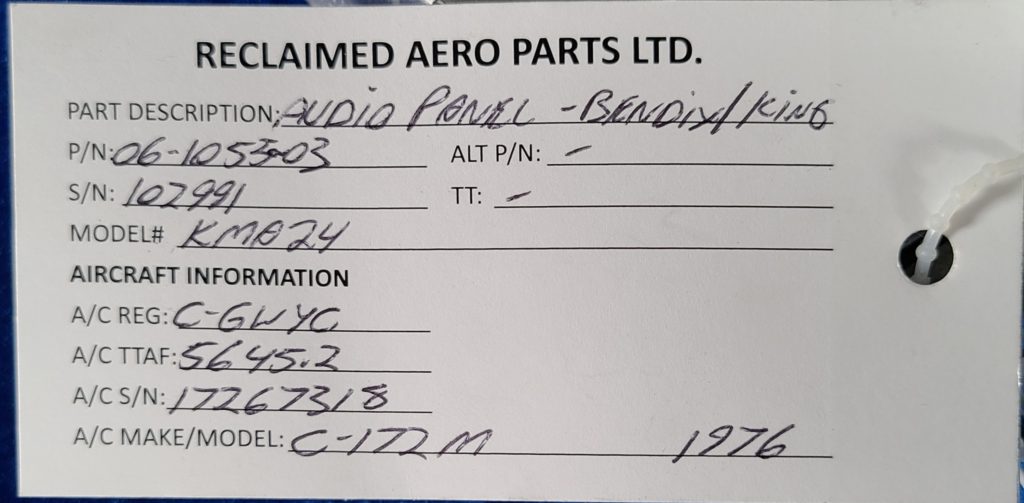 RECLAIMED AERO PARTS LTD.
PART DESCRIPTION: AUDIO PANEL - BENDIX/KING
P/N: 06-1053-03 ALT P/N: -
S/N: 102991 TT: -
MODEL# KMA24
AIRCRAFT INFORMATION
A/C REG: C-GWYC
A/C TTAF: 5645.2
A/C S/N: 17267318
A/C MAKE/MODEL: C-172M 1976